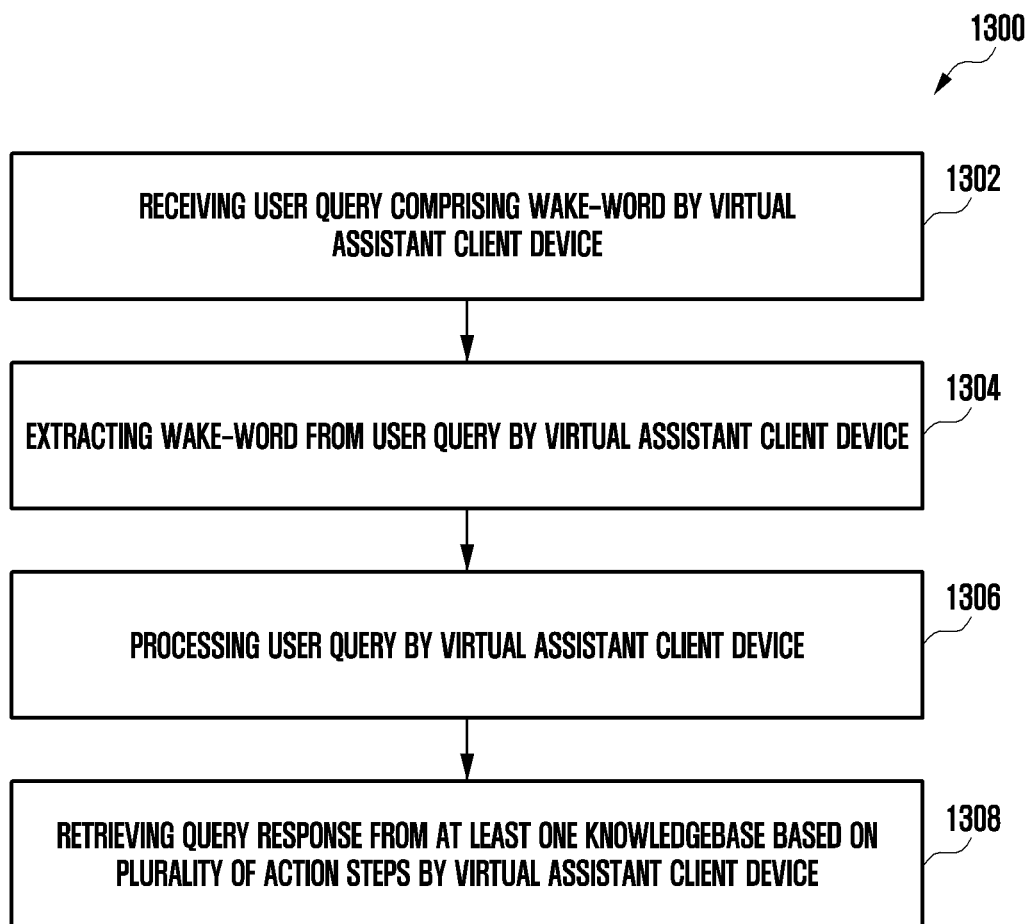 1300
1302
RECEIVING USER QUERY COMPRISING WAKE-WORD BY VIRTUAL
ASSISTANT CLIENT DEVICE
1304
EXTRACTING WAKE-WORD FROM USER QUERY BY VIRTUAL ASSISTANT CLIENT DEVICE
1306
PROCESSING USER QUERY BY VIRTUAL ASSISTANT CLIENT DEVICE
1308
RETRIEVING QUERY RESPONSE FROM AT LEAST ONE KNOWLEDGEBASE BASED ON
PLURALITY OF ACTION STEPS BY VIRTUAL ASSISTANT CLIENT DEVICE